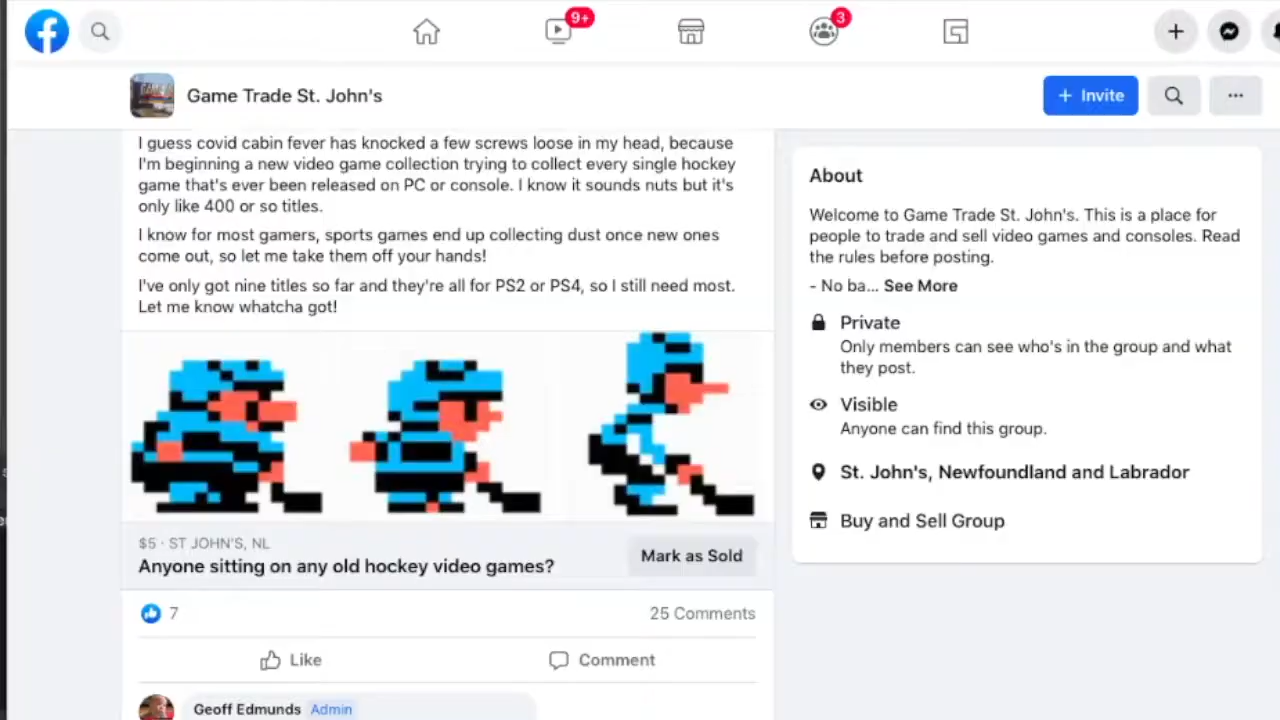 9+
3
Game Trade St. John's
+ Invite
I guess covid cabin fever has knocked a few screws loose in my head, because
I'm beginning a new video game collection trying to collect every single hockey
game that's ever been released on PC or console. I know it sounds nuts but it's
only like 400 or so titles.
I know for most gamers, sports games end up collecting dust once new ones
come out, so let me take them off your hands!
I've only got nine titles so far and they're all for PS2 or PS4, so I still need most.
Let me know whatcha got!
$5 · ST JOHN'S, NL
Anyone sitting on any old hockey video games?
Mark as Sold
7
25 Comments
Like
Comment
Geoff Edmunds Admin
About
Welcome to Game Trade St. John's. This is a place for
people to trade and sell video games and consoles. Read
the rules before posting.
- No ba... See More
Private
Only members can see who's in the group and what
they post.
Visible
Anyone can find this group.
St. John's, Newfoundland and Labrador
Buy and Sell Group